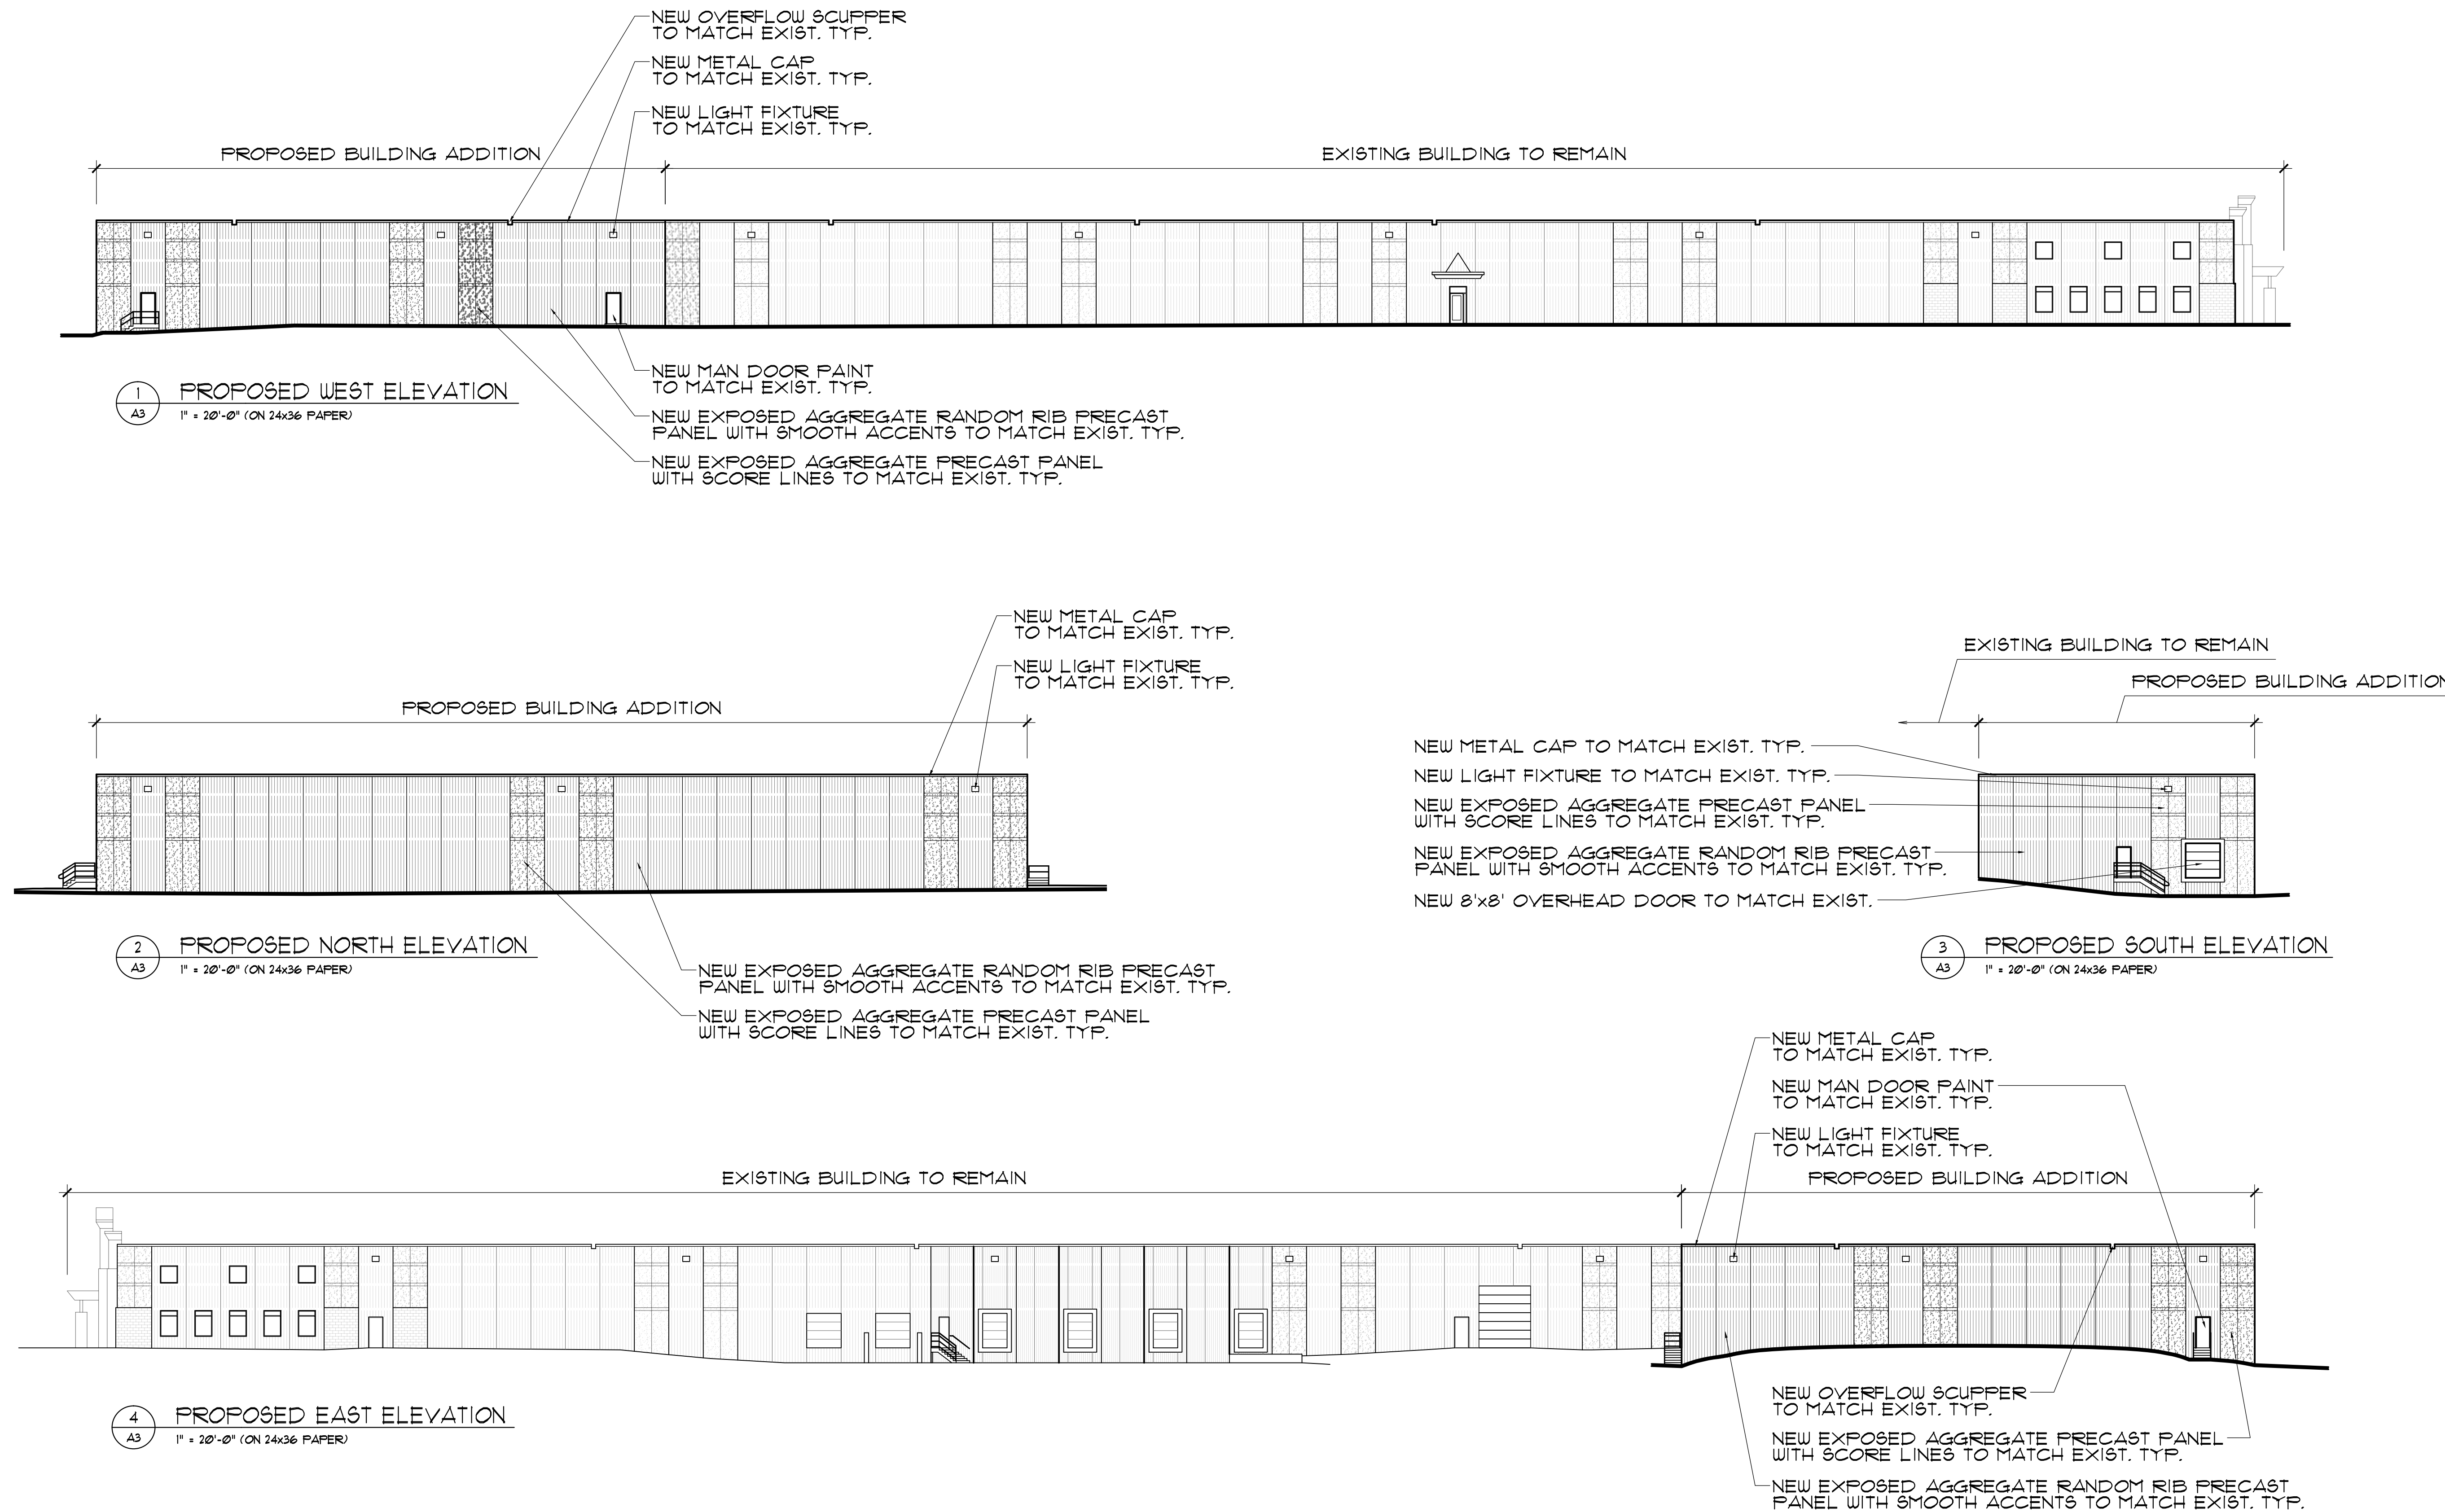 NEW OVERFLOW SCUPPER
TO MATCH EXIST. TYP.
NEW METAL CAP
TO MATCH EXIST. TYP.
NEW LIGHT FIXTURE
TO MATCH EXIST. TYP.
PROPOSED BUILDING ADDITION
EXISTING BUILDING TO REMAIN
NEW MAN DOOR PAINT
TO MATCH EXIST. TYP.
NEW EXPOSED AGGREGATE RANDOM RIB PRECAST
PANEL WITH SMOOTH ACCENTS TO MATCH EXIST. TYP.
NEW EXPOSED AGGREGATE PRECAST PANEL
WITH SCORE LINES TO MATCH EXIST. TYP.
1
A3
PROPOSED WEST ELEVATION
1" = 20'-0" (ON 24x36 PAPER)
NEW METAL CAP
TO MATCH EXIST. TYP.
NEW LIGHT FIXTURE
TO MATCH EXIST. TYP.
PROPOSED BUILDING ADDITION
2
A3
PROPOSED NORTH ELEVATION
1" = 20'-0" (ON 24x36 PAPER)
NEW EXPOSED AGGREGATE RANDOM RIB PRECAST
PANEL WITH SMOOTH ACCENTS TO MATCH EXIST. TYP.
NEW EXPOSED AGGREGATE PRECAST PANEL
WITH SCORE LINES TO MATCH EXIST. TYP.
EXISTING BUILDING TO REMAIN
PROPOSED BUILDING ADDITION
NEW METAL CAP TO MATCH EXIST. TYP.
NEW LIGHT FIXTURE TO MATCH EXIST. TYP.
NEW EXPOSED AGGREGATE PRECAST PANEL
WITH SCORE LINES TO MATCH EXIST. TYP.
NEW EXPOSED AGGREGATE RANDOM RIB PRECAST
PANEL WITH SMOOTH ACCENTS TO MATCH EXIST. TYP.
NEW 8'x8' OVERHEAD DOOR TO MATCH EXIST.
3
A3
PROPOSED SOUTH ELEVATION
1" = 20'-0" (ON 24x36 PAPER)
NEW METAL CAP
TO MATCH EXIST. TYP.
NEW MAN DOOR PAINT
TO MATCH EXIST. TYP.
NEW LIGHT FIXTURE
TO MATCH EXIST. TYP.
EXISTING BUILDING TO REMAIN
PROPOSED BUILDING ADDITION
4
A3
PROPOSED EAST ELEVATION
1" = 20'-0" (ON 24x36 PAPER)
NEW OVERFLOW SCUPPER
TO MATCH EXIST. TYP.
NEW EXPOSED AGGREGATE PRECAST PANEL
WITH SCORE LINES TO MATCH EXIST. TYP.
NEW EXPOSED AGGREGATE RANDOM RIB PRECAST
PANEL WITH SMOOTH ACCENTS TO MATCH EXIST. TYP.